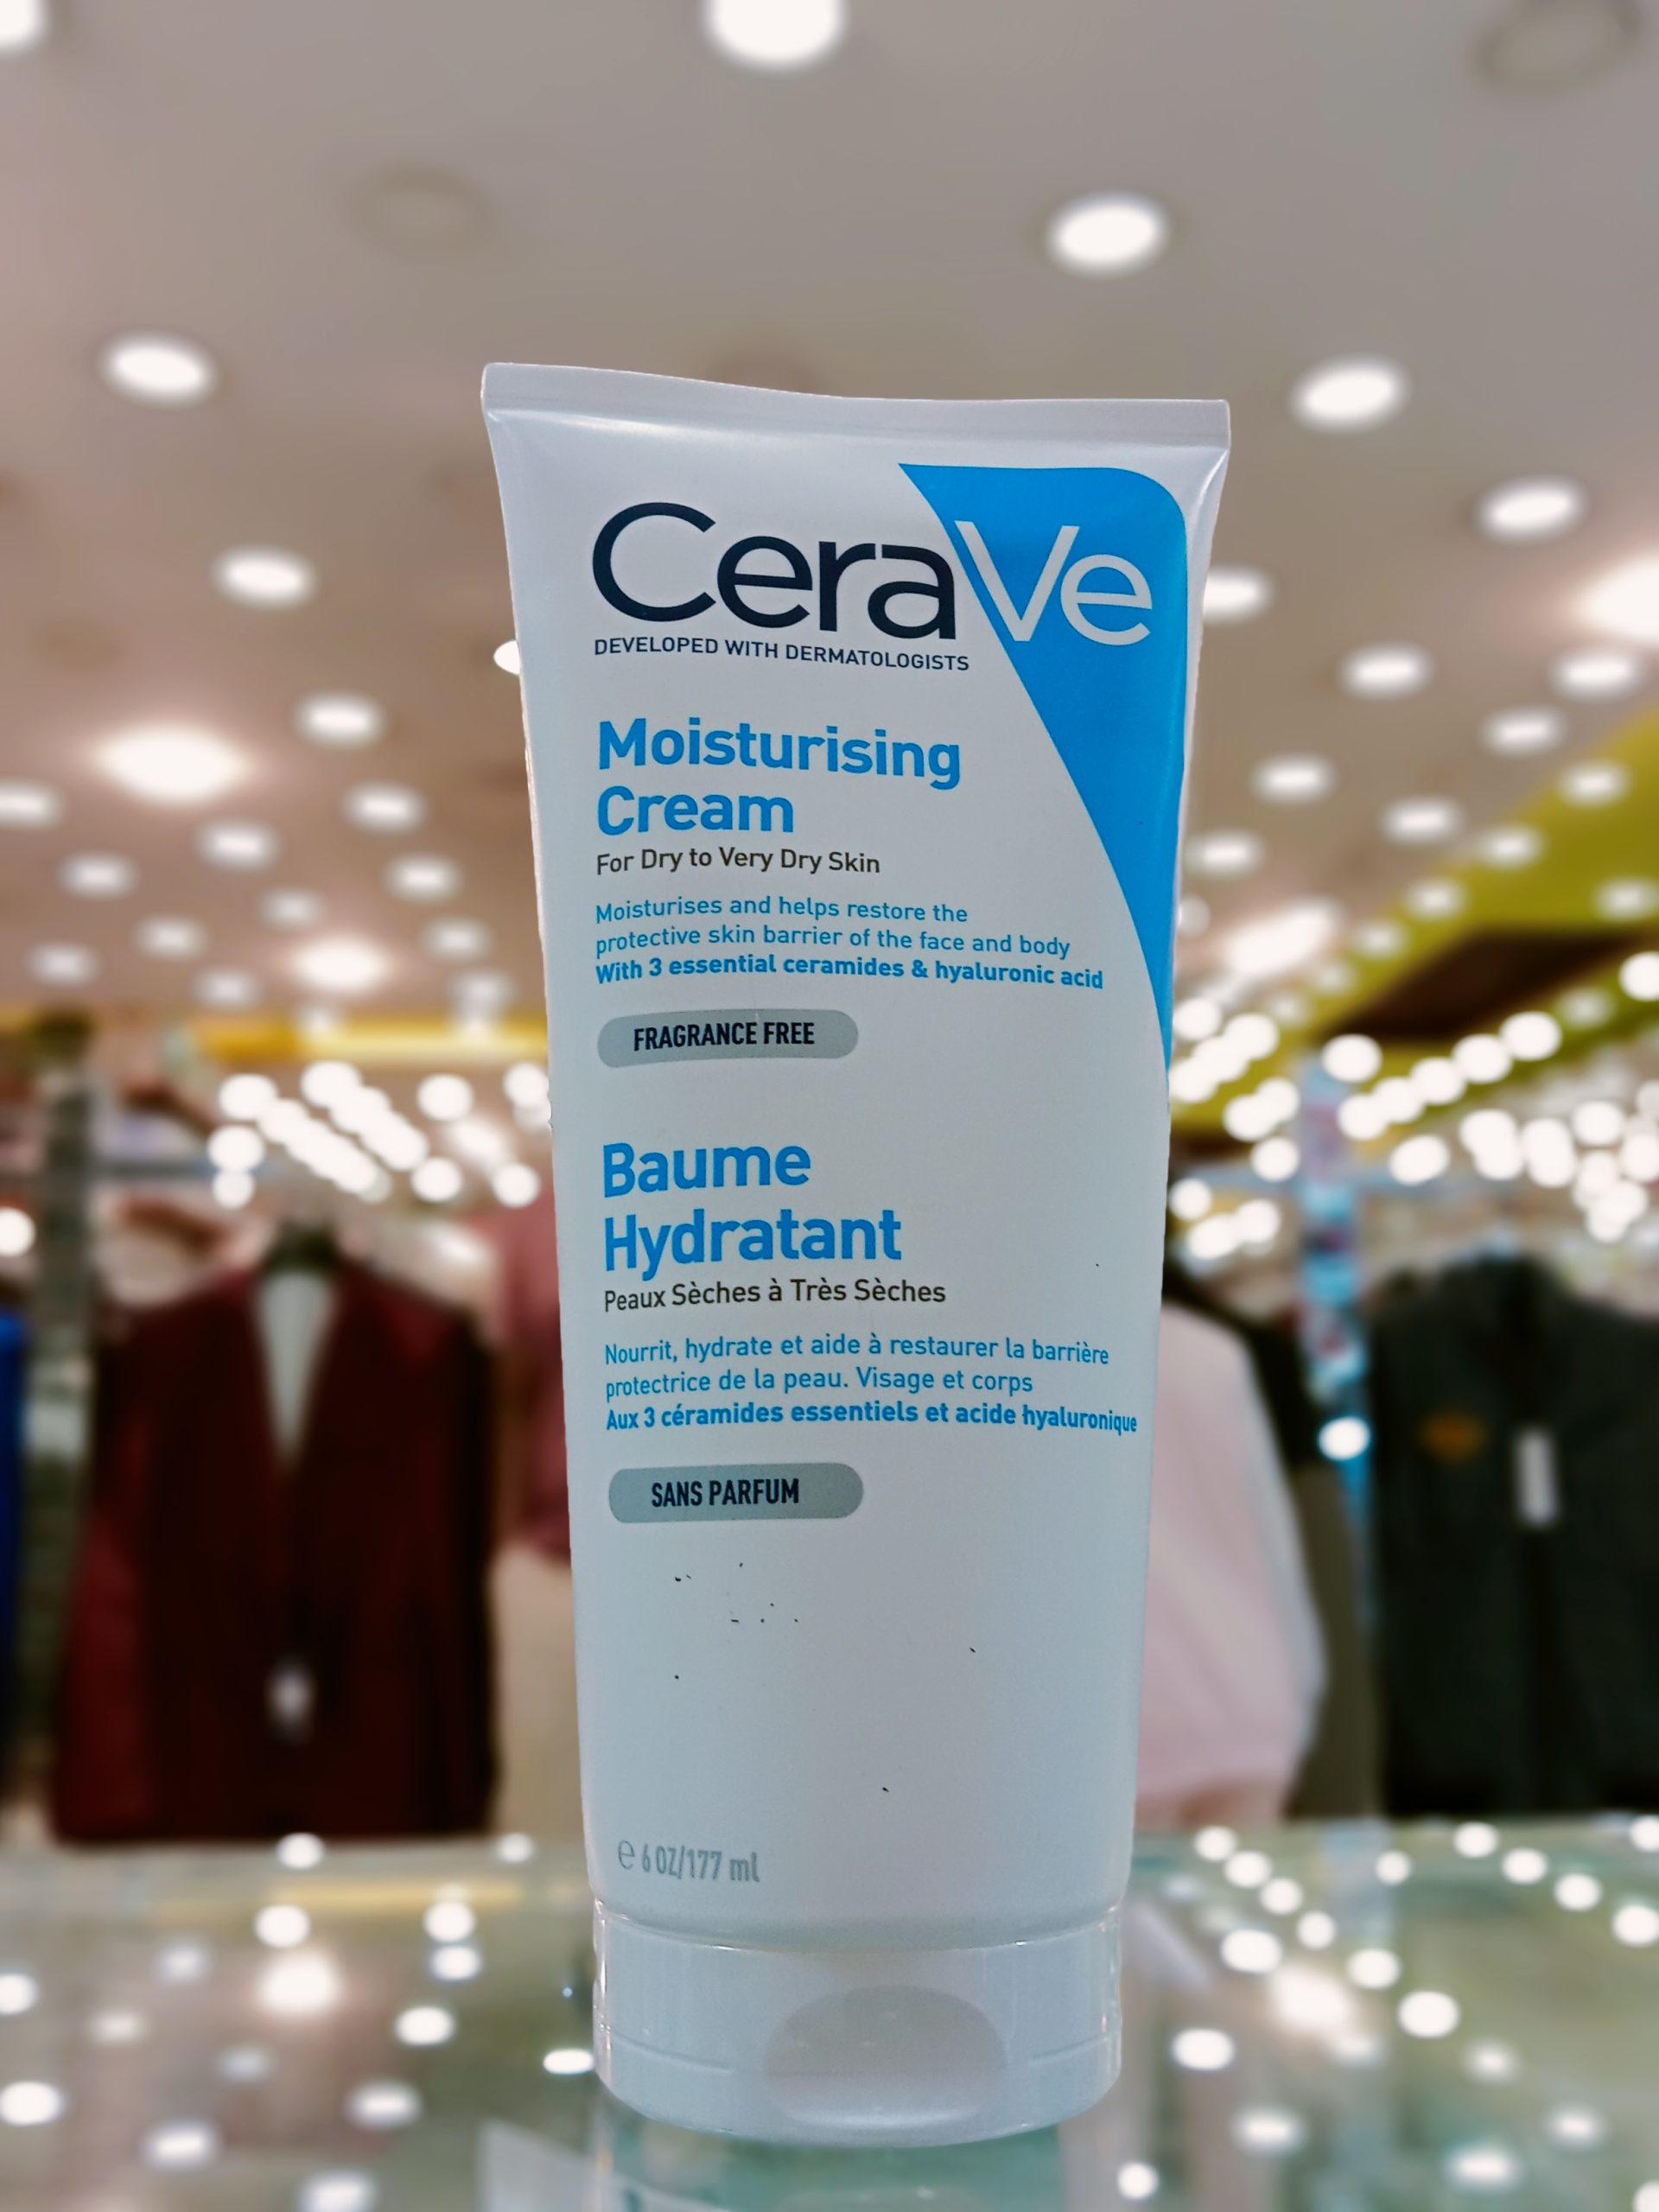 CeraVe
DEVELOPED WITH DERMATOLOGISTS
Moisturising
Cream
For Dry to Very Dry Skin
Moisturises and helps restore the
protective skin barrier of the face and body
With 3 essential ceramides & hyaluronic acid
FRAGRANCE FREE
Baume
Hydratant
Peaux Sèches à Très Sèches
Nourrit, hydrate et aide à restaurer la barrière
protectrice de la peau. Visage et corps
Aux 3 céramides essentiels et acide hyaluronique
SANS PARFUM
℮ 6 OZ/177 ml